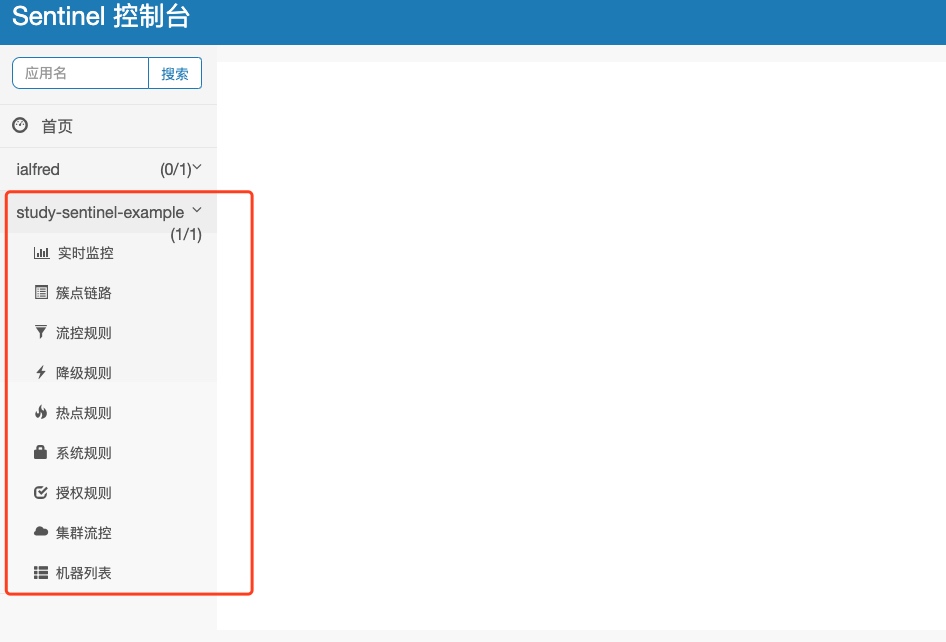 Sentinel 控制台
应用名 搜索
首页
ialfred (0/1)
study-sentinel-example
(1/1)
实时监控
簇点链路
流控规则
降级规则
热点规则
系统规则
授权规则
集群流控
机器列表